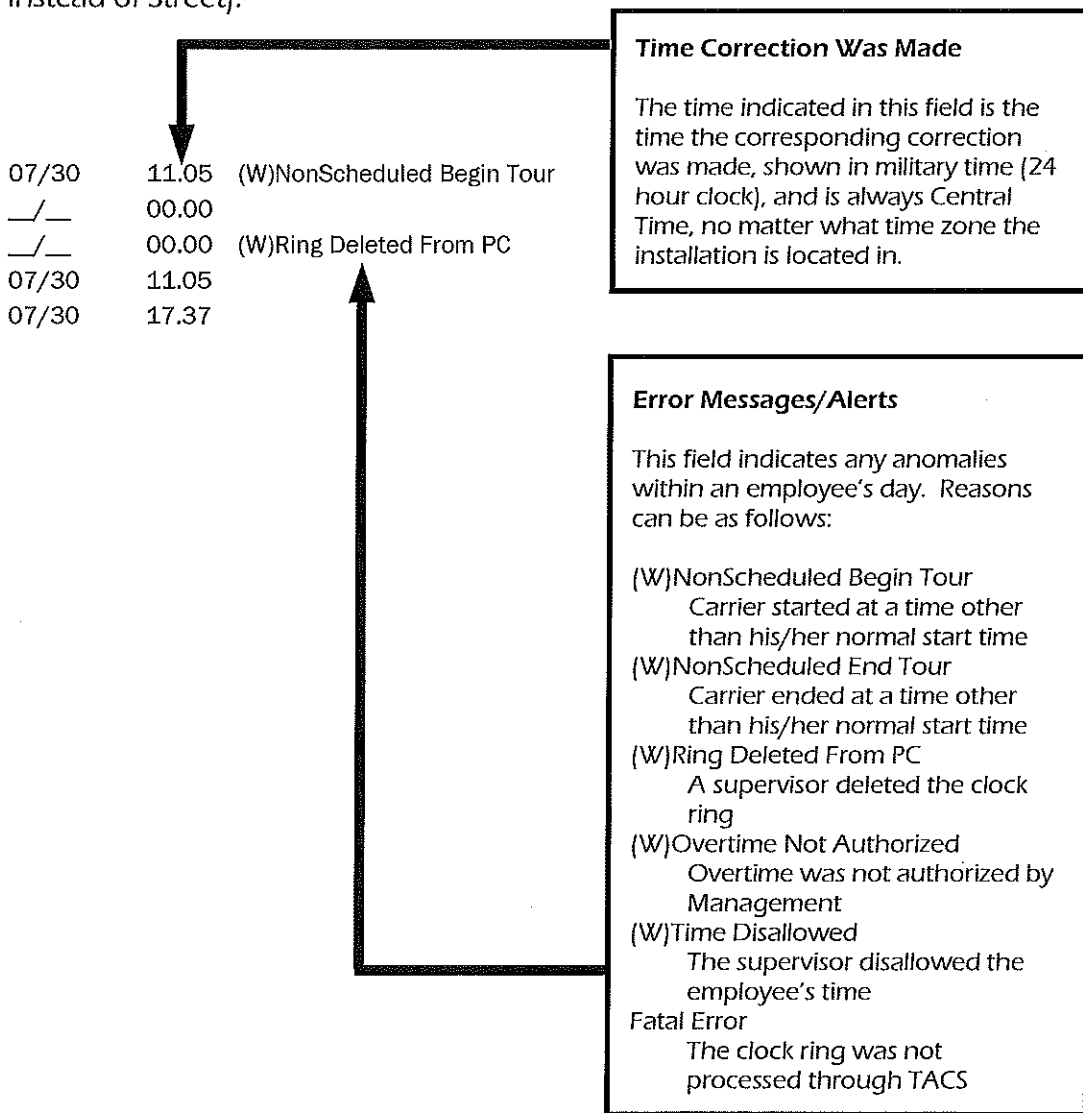 instead of Street).
07/30 11.05 (W)NonScheduled Begin Tour
__/__ 00.00
__/__ 00.00 (W)Ring Deleted From PC
07/30 11.05
07/30 17.37
Time Correction Was Made
The time indicated in this field is the
time the corresponding correction
was made, shown in military time (24
hour clock), and is always Central
Time, no matter what time zone the
installation is located in.
Error Messages/Alerts
This field indicates any anomalies
within an employee's day. Reasons
can be as follows:
(W)NonScheduled Begin Tour
Carrier started at a time other
than his/her normal start time
(W)NonScheduled End Tour
Carrier ended at a time other
than his/her normal start time
(W)Ring Deleted From PC
A supervisor deleted the clock
ring
(W)Overtime Not Authorized
Overtime was not authorized by
Management
(W)Time Disallowed
The supervisor disallowed the
employee's time
Fatal Error
The clock ring was not
processed through TACS